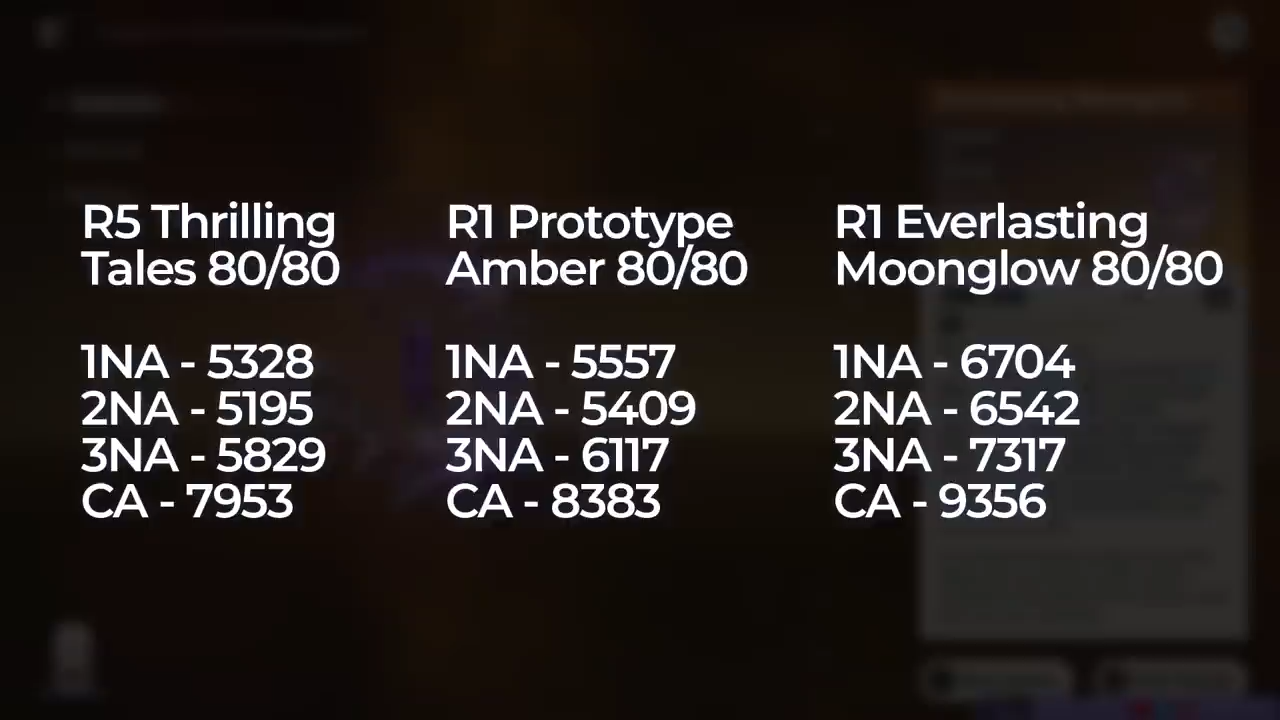 R5 Thrilling
Tales 80/80
1NA - 5328
2NA - 5195
3NA - 5829
CA - 7953
R1 Prototype
Amber 80/80
1NA - 5557
2NA - 5409
3NA - 6117
CA - 8383
R1 Everlasting
Moonglow 80/80
1NA - 6704
2NA - 6542
3NA - 7317
CA - 9356